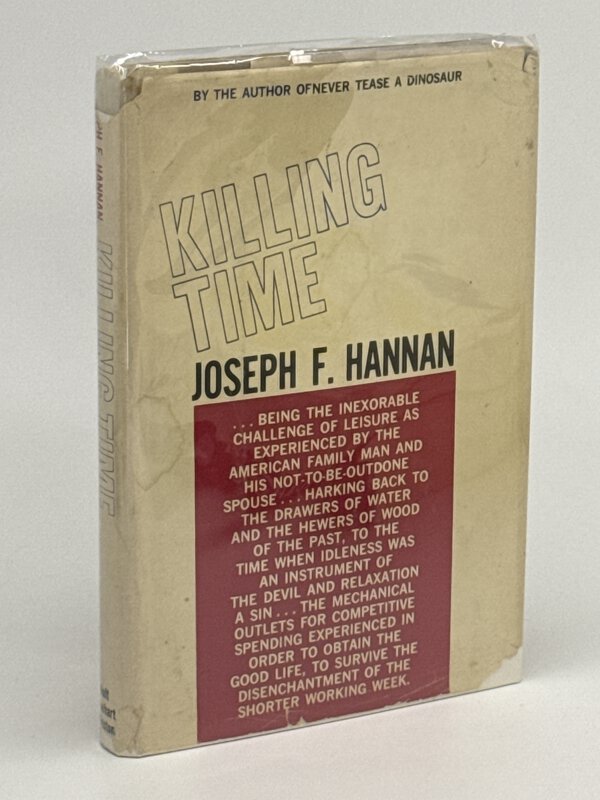 BY THE AUTHOR OF NEVER TEASE A DINOSAUR
KILLING
TIME
JOSEPH F. HANNAN
...BEING THE INEXORABLE
CHALLENGE OF LEISURE AS
EXPERIENCED BY THE
AMERICAN FAMILY MAN AND
HIS NOT-TO-BE-OUTDONE
SPOUSE...HARKING BACK TO
THE DRAWERS OF WATER
AND THE HEWERS OF WOOD
OF THE PAST, TO THE
TIME WHEN IDLENESS WAS
AN INSTRUMENT OF
THE DEVIL AND RELAXATION
A SIN...THE MECHANICAL
OUTLETS FOR COMPETITIVE
SPENDING EXPERIENCED IN
ORDER TO OBTAIN THE
GOOD LIFE, TO SURVIVE THE
DISENCHANTMENT OF THE
SHORTER WORKING WEEK.
F. HANNAN KILLING TIME